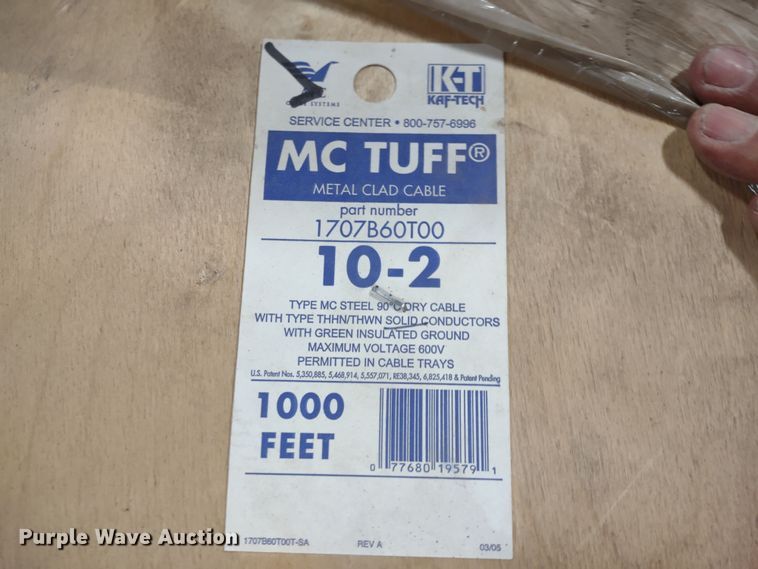 K-T
KAF-TECH
SERVICE CENTER • 800-757-6996
MC TUFF®
METAL CLAD CABLE
part number
1707B60T00
10-2
TYPE MC STEEL 90°C DRY CABLE
WITH TYPE THHN/THWN SOLID CONDUCTORS
WITH GREEN INSULATED GROUND
MAXIMUM VOLTAGE 600V
PERMITTED IN CABLE TRAYS
U.S. Patent Nos. 5,350,885, 5,468,914, 5,557,071, RE38,345, 6,825,418 & Patent Pending
1000
FEET
0 77680 19579 1
1707B60T00T-SA REV A 03/05
Purple Wave Auction